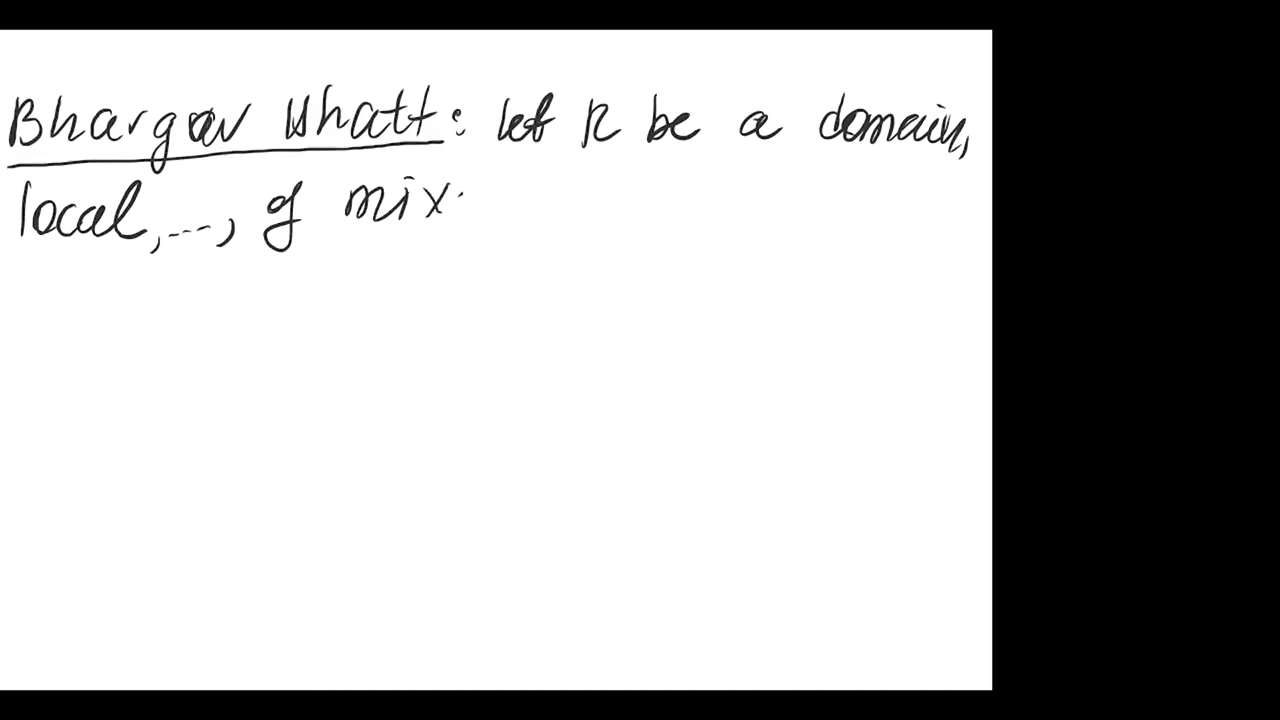 Bhargav Bhatt: let R be a domain,
local, ..., of mix.